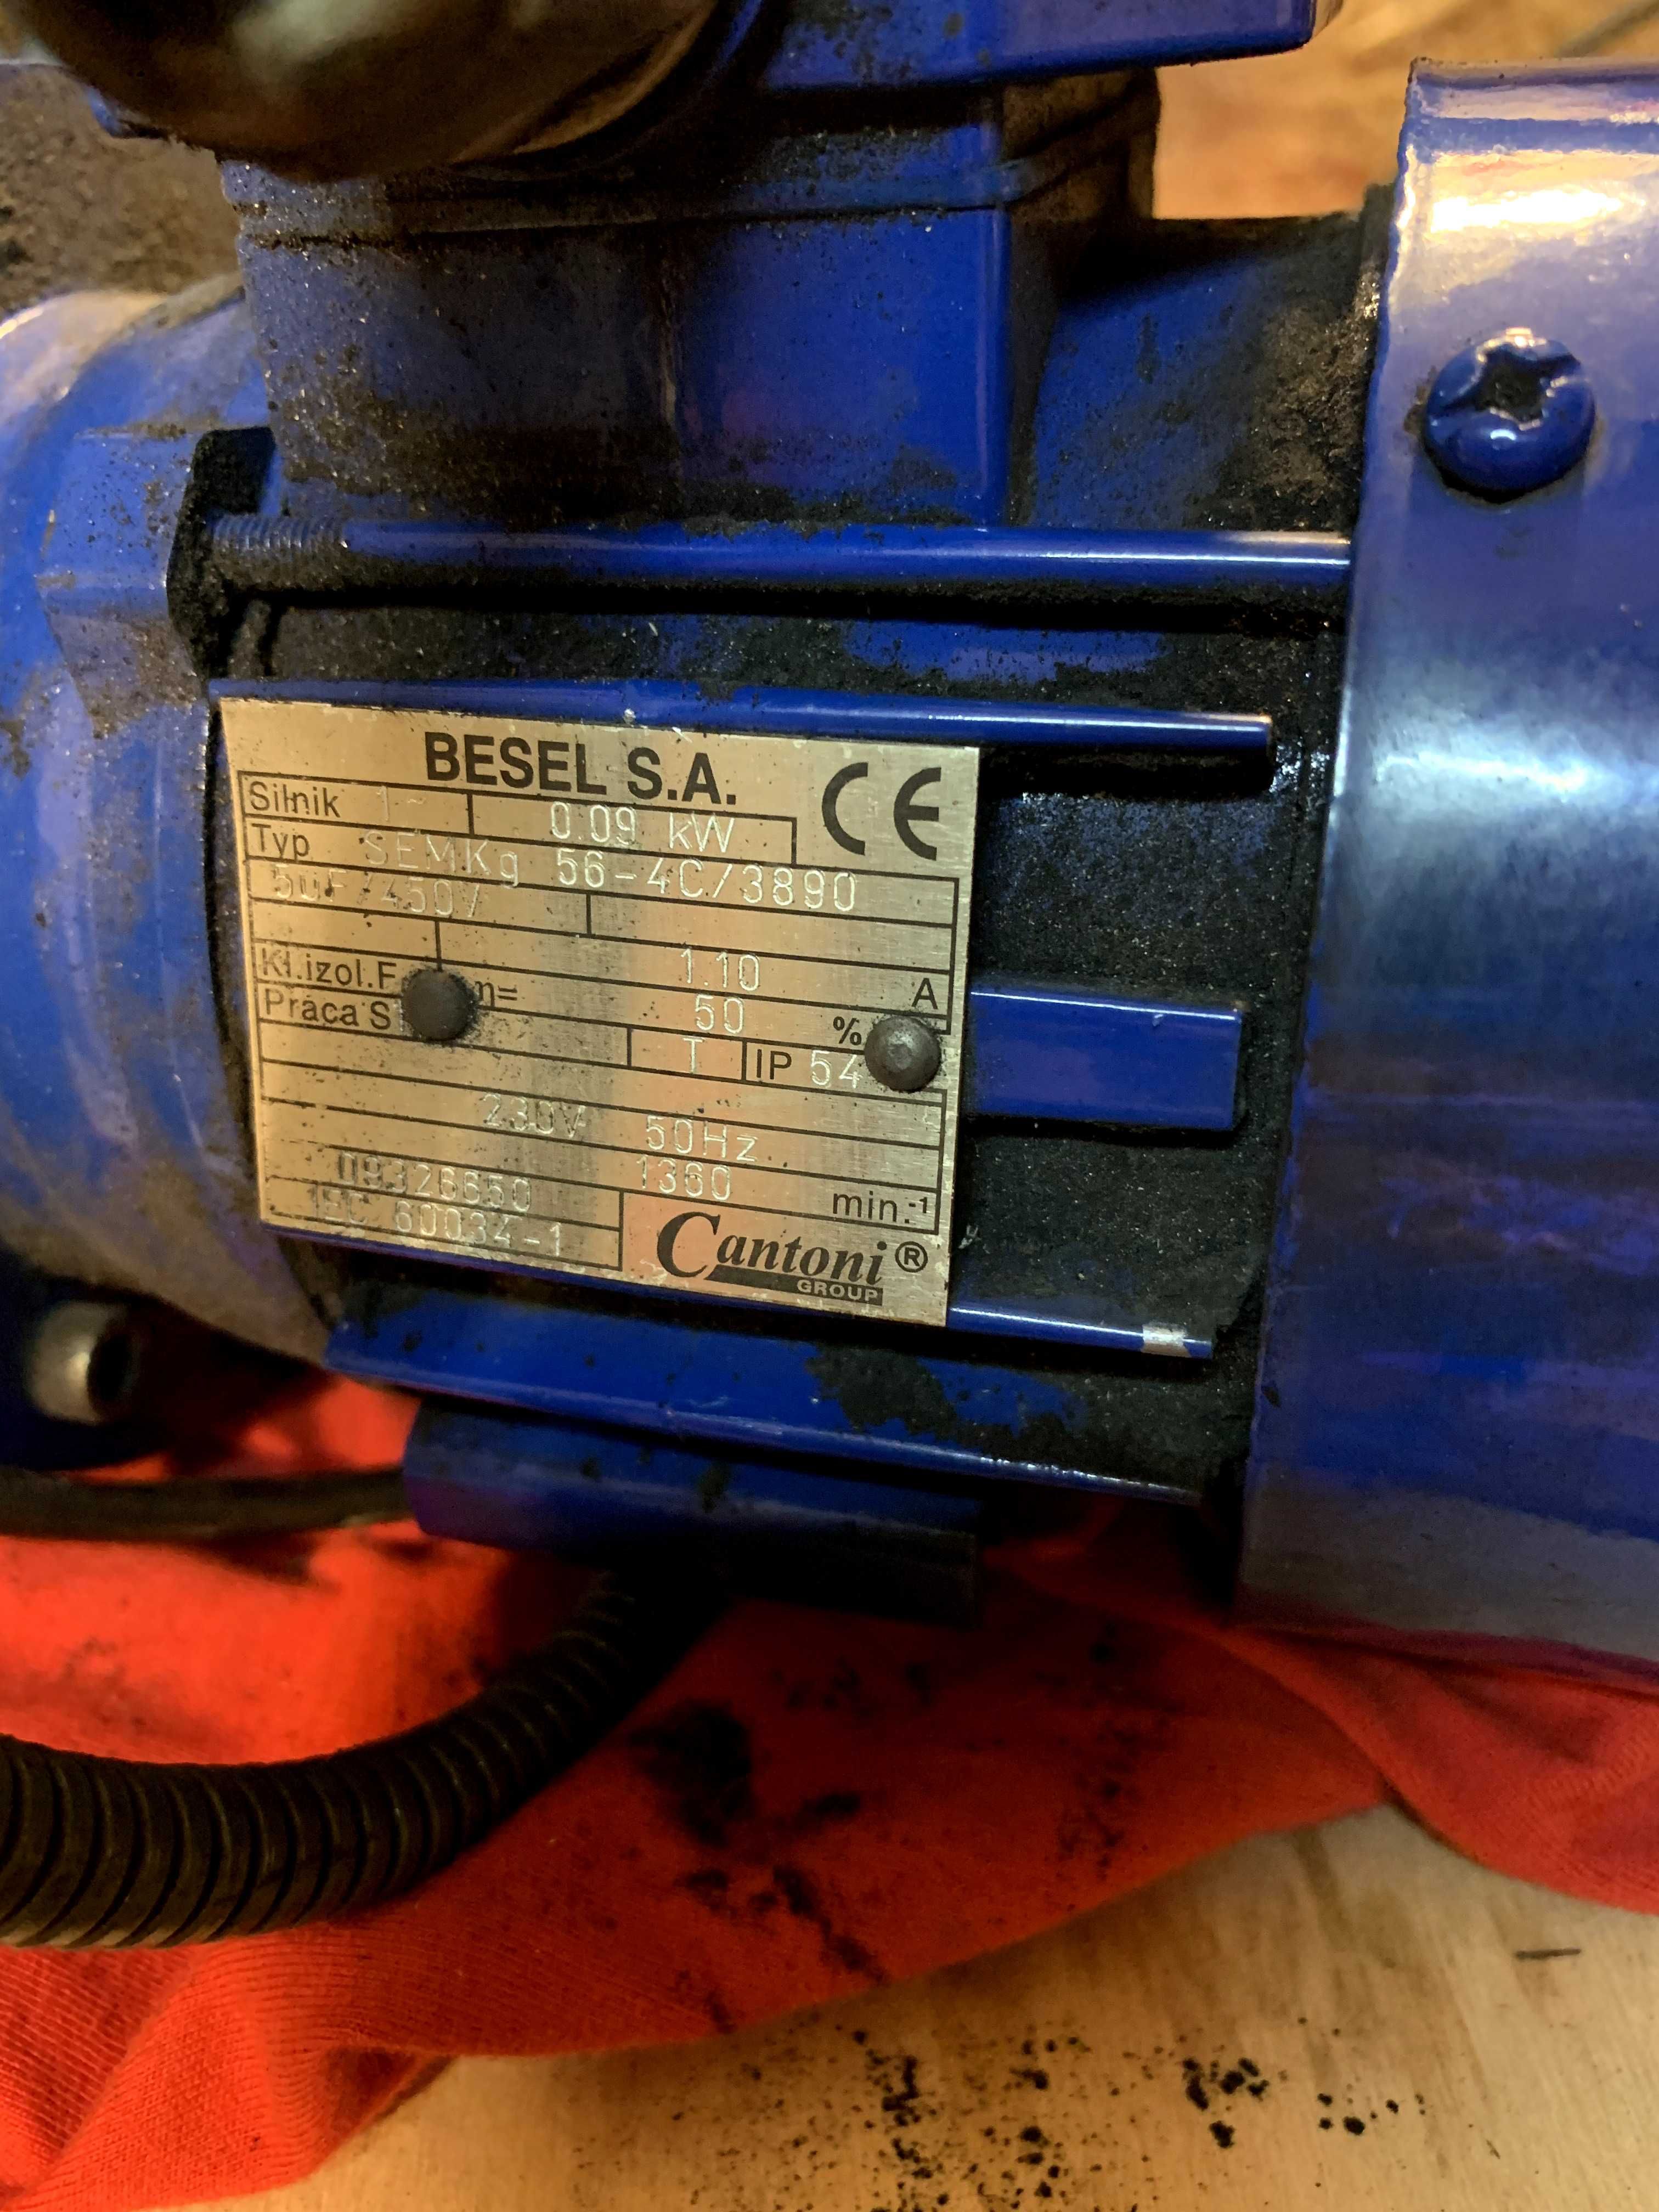 BESEL S.A.
CE
Silnik 1~ 0.09 kW
Typ SEMKg 56-4C/3890
5uF/450V
1.10 A
Kl.izol.F η= 50 %
Praca S T IP 54
230V 50Hz
09326650 1360 min.-1
IEC 60034-1
Cantoni®
GROUP